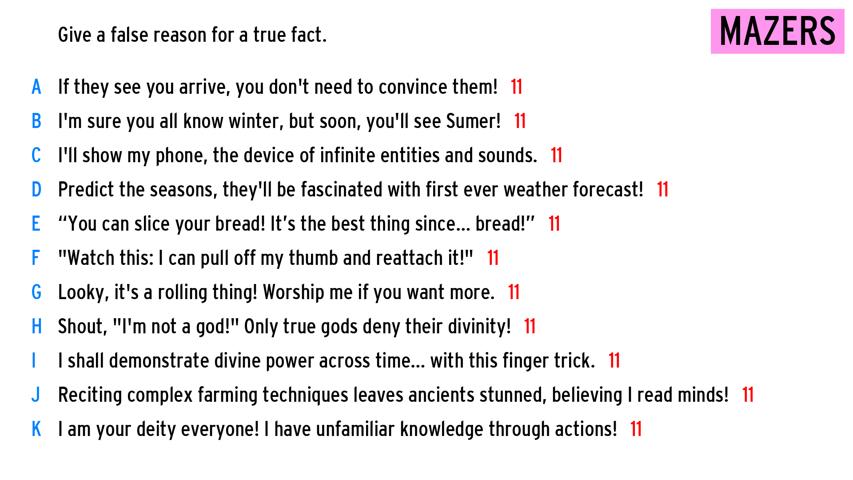 Give a false reason for a true fact.
MAZERS
A If they see you arrive, you don't need to convince them! 11
B I'm sure you all know winter, but soon, you'll see Sumer! 11
C I'll show my phone, the device of infinite entities and sounds. 11
D Predict the seasons, they'll be fascinated with first ever weather forecast! 11
E “You can slice your bread! It’s the best thing since... bread!” 11
F "Watch this: I can pull off my thumb and reattach it!" 11
G Looky, it's a rolling thing! Worship me if you want more. 11
H Shout, "I'm not a god!" Only true gods deny their divinity! 11
I I shall demonstrate divine power across time... with this finger trick. 11
J Reciting complex farming techniques leaves ancients stunned, believing I read minds! 11
K I am your deity everyone! I have unfamiliar knowledge through actions! 11